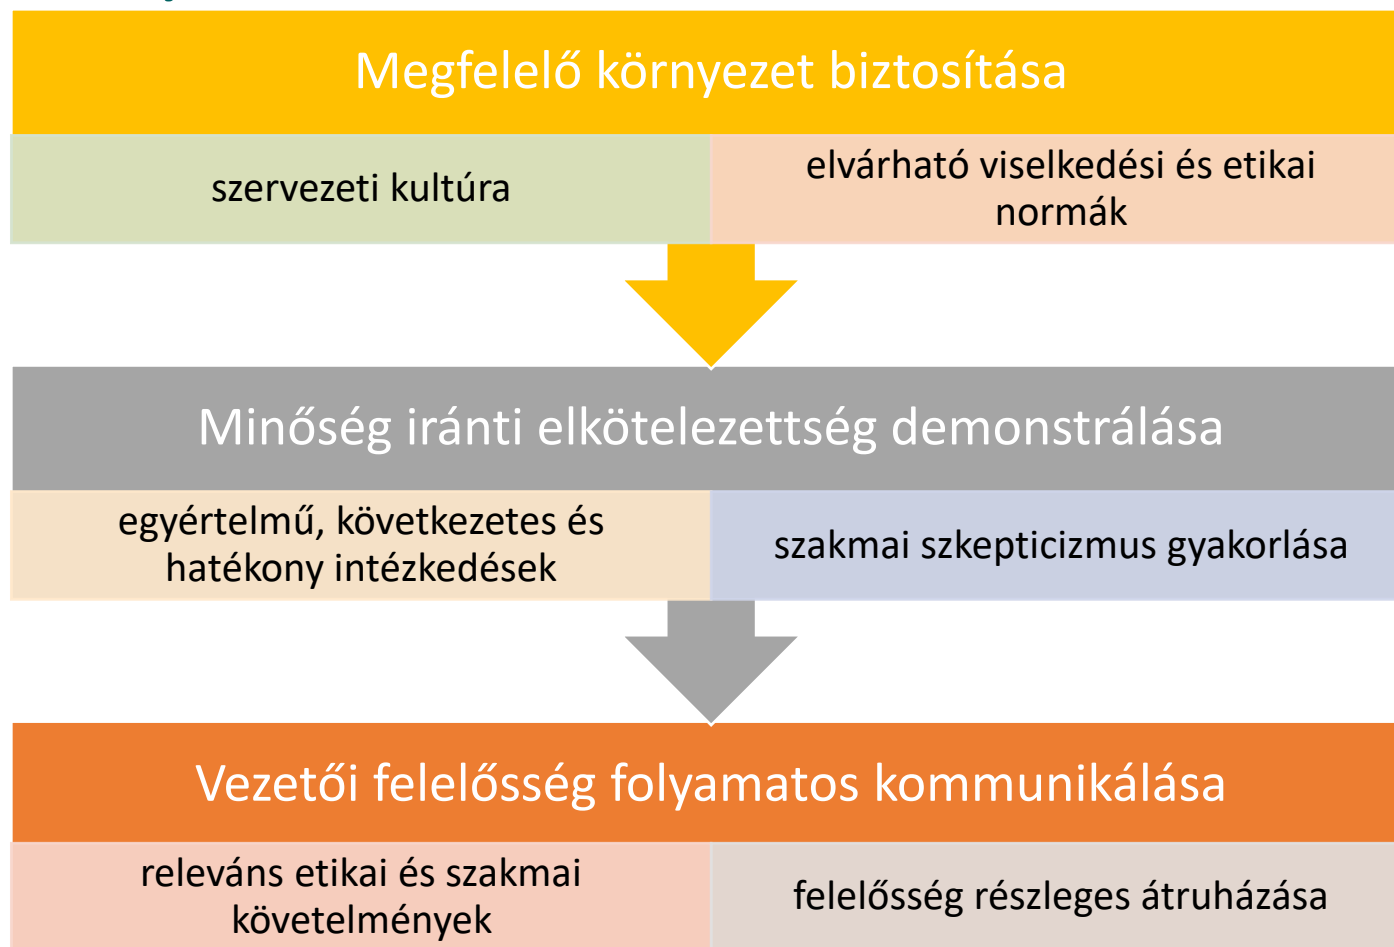 Megfelelő környezet biztosítása
szervezeti kultúra
elvárható viselkedési és etikai
normák
Minőség iránti elkötelezettség demonstrálása
egyértelmű, következetes és
hatékony intézkedések
szakmai szkepticizmus gyakorlása
Vezetői felelősség folyamatos kommunikálása
releváns etikai és szakmai
követelmények
felelősség részleges átruházása